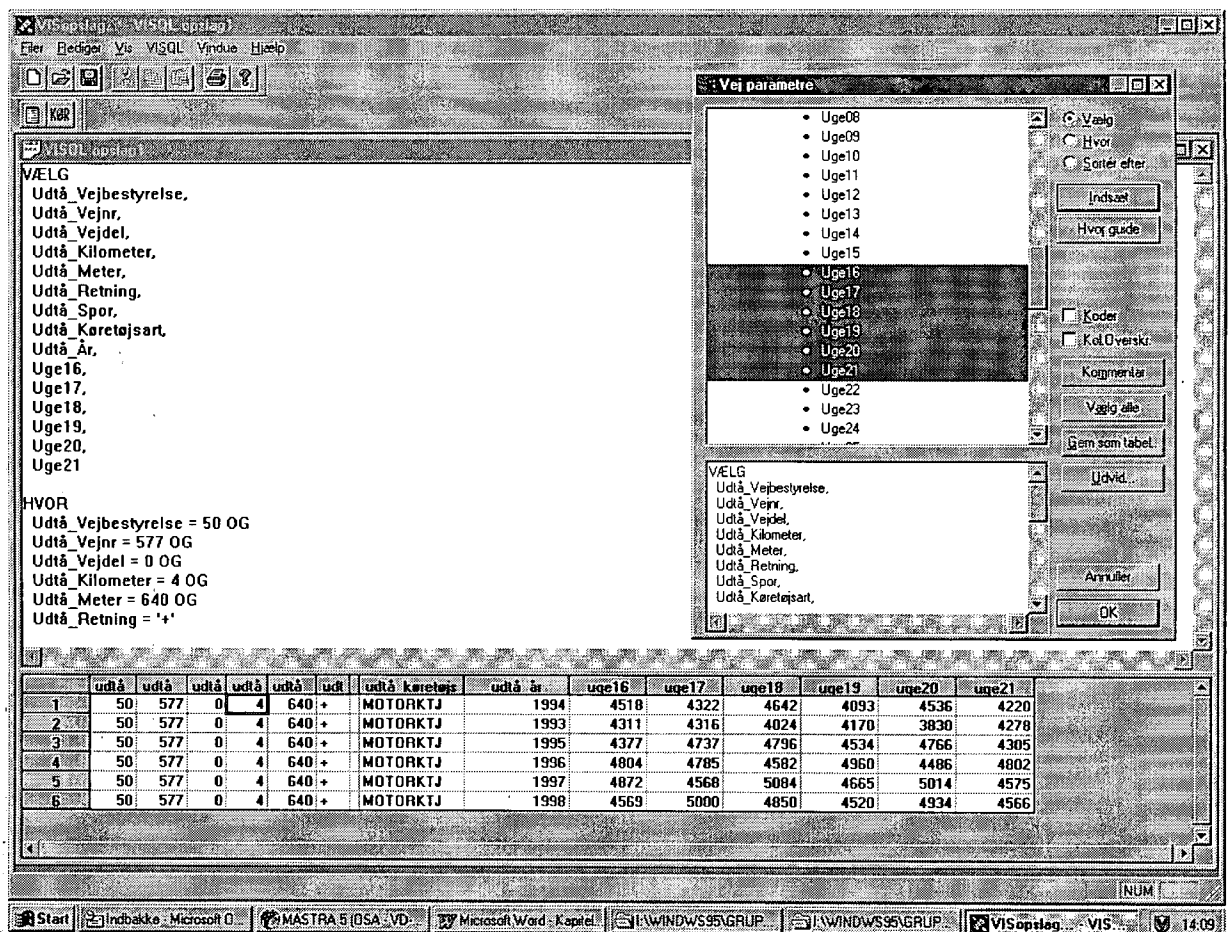 VISopslag... - VISQL opslag1
Filer Rediger Vis VISQL Vindue Hjælp
KØR
VISQL opslag1
VÆLG
Udtå_Vejbestyrelse,
Udtå_Vejnr,
Udtå_Vejdel,
Udtå_Kilometer,
Udtå_Meter,
Udtå_Retning,
Udtå_Spor,
Udtå_Køretøjsart,
Udtå_År,
Uge16,
Uge17,
Uge18,
Uge19,
Uge20,
Uge21
HVOR
Udtå_Vejbestyrelse = 50 OG
Udtå_Vejnr = 577 OG
Udtå_Vejdel = 0 OG
Udtå_Kilometer = 4 OG
Udtå_Meter = 640 OG
Udtå_Retning = '+'
Vej parametre
Uge08
Uge09
Uge10
Uge11
Uge12
Uge13
Uge14
Uge15
Uge16
Uge17
Uge18
Uge19
Uge20
Uge21
Uge22
Uge23
Uge24
Vælg
Hvor
Sortér efter
Indsæt
Hvor guide
Koder
Kol.Overskr.
Kommentar
Vælg alle
Gem som tabel.
Udvid...
Annuller
OK
VÆLG
Udtå_Vejbestyrelse,
Udtå_Vejnr,
Udtå_Vejdel,
Udtå_Kilometer,
Udtå_Meter,
Udtå_Retning,
Udtå_Spor,
Udtå_Køretøjsart,
udtå udtå udtå udtå udtå udt udtå køretøjs udtå år uge16 uge17 uge18 uge19 uge20 uge21
1 50 577 0 4 640 + MOTORKTJ 1994 4518 4322 4642 4093 4536 4220
2 50 577 0 4 640 + MOTORKTJ 1993 4311 4316 4024 4170 3830 4278
3 50 577 0 4 640 + MOTORKTJ 1995 4377 4737 4796 4534 4766 4305
4 50 577 0 4 640 + MOTORKTJ 1996 4804 4785 4582 4960 4486 4802
5 50 577 0 4 640 + MOTORKTJ 1997 4872 4568 5084 4665 5014 4575
6 50 577 0 4 640 + MOTORKTJ 1998 4569 5000 4850 4520 4934 4566
NUM
Start Indbakke - Microsoft O... MASTRA 5 (OSA - VD-... Microsoft Word - Kapitel... I:\WINDWS95\GRUP... I:\WINDWS95\GRUP... VISopslag... - VIS... 14:09